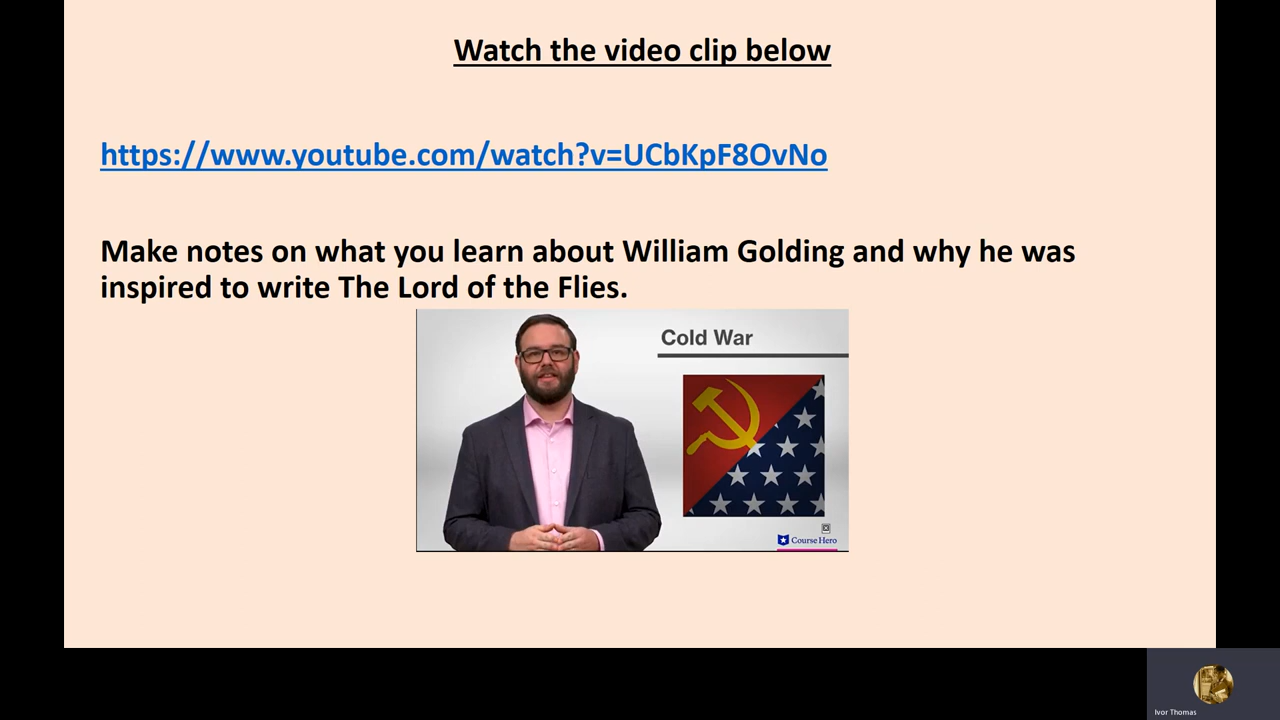 Watch the video clip below
https://www.youtube.com/watch?v=UCbKpF8OvNo
Make notes on what you learn about William Golding and why he was
inspired to write The Lord of the Flies.
Cold War
Course Hero
Ivor Thomas